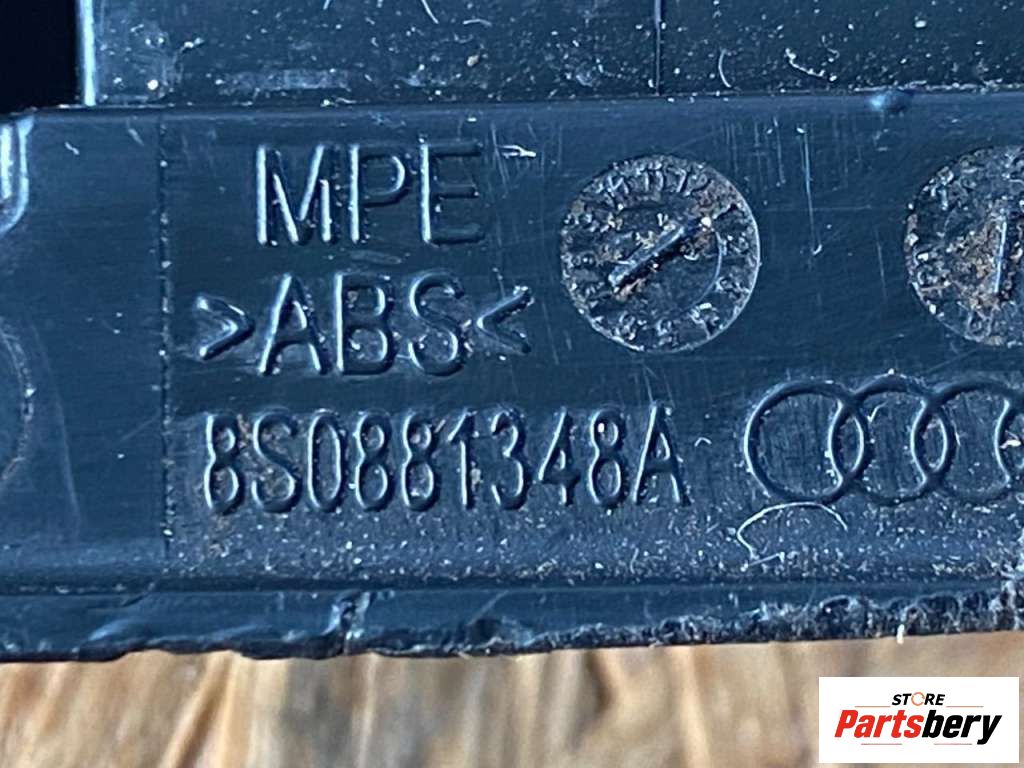 MPE
>ABS<
8S0881348A
STORE
Partsbery